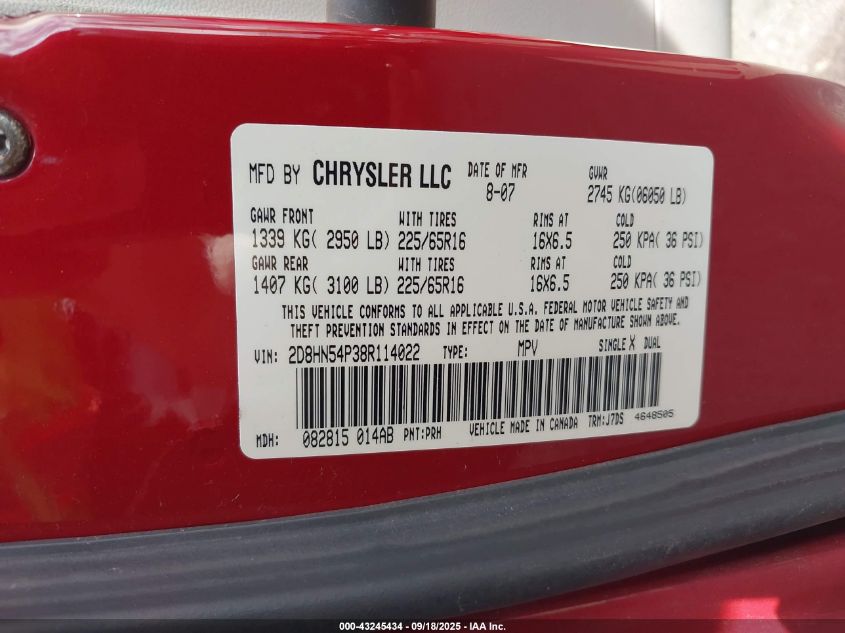 MFD BY CHRYSLER LLC DATE OF MFR GVWR
8-07 2745 KG(06050 LB)
GAWR FRONT WITH TIRES RIMS AT COLD
1339 KG( 2950 LB) 225/65R16 16X6.5 250 KPA( 36 PSI)
GAWR REAR WITH TIRES RIMS AT COLD
1407 KG( 3100 LB) 225/65R16 16X6.5 250 KPA( 36 PSI)
THIS VEHICLE CONFORMS TO ALL APPLICABLE U.S.A. FEDERAL MOTOR VEHICLE SAFETY AND
THEFT PREVENTION STANDARDS IN EFFECT ON THE DATE OF MANUFACTURE SHOWN ABOVE.
VIN: 2D8HN54P38R114022 TYPE: MPV SINGLE X DUAL
MDH: 082815 014AB PNT:PRH VEHICLE MADE IN CANADA TRM:J7DS 4648505
000-43245434 - 09/18/2025 - IAA Inc.